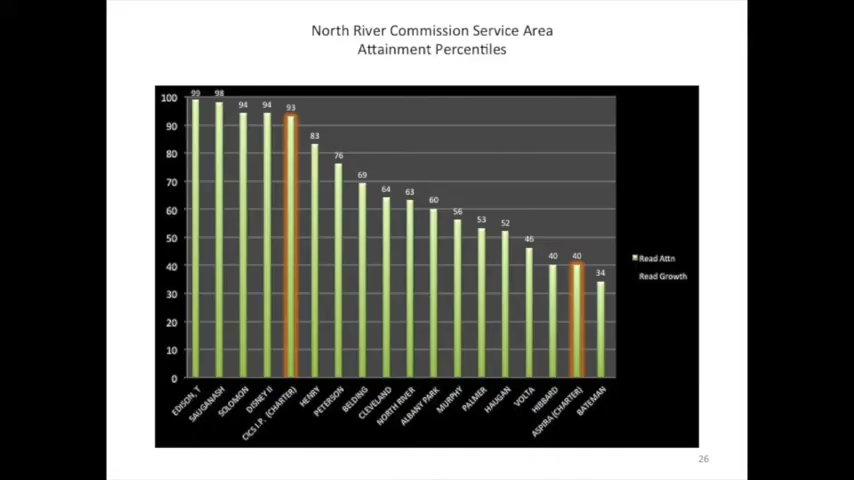 North River Commission Service Area
Attainment Percentiles
100
90
80
70
60
50
40
30
20
10
0
99
98
94
94
93
83
76
69
64
63
60
56
53
52
46
40
40
34
EDISON, T
SAUGANASH
SOLOMON
DISNEY II
CICS I.P. (CHARTER)
HENRY
PETERSON
BELDING
CLEVELAND
NORTH RIVER
ALBANY PARK
MURPHY
PALMER
HAUGAN
VOLTA
HIBBARD
ASPIRA (CHARTER)
BATEMAN
Read Attn
Read Growth
26